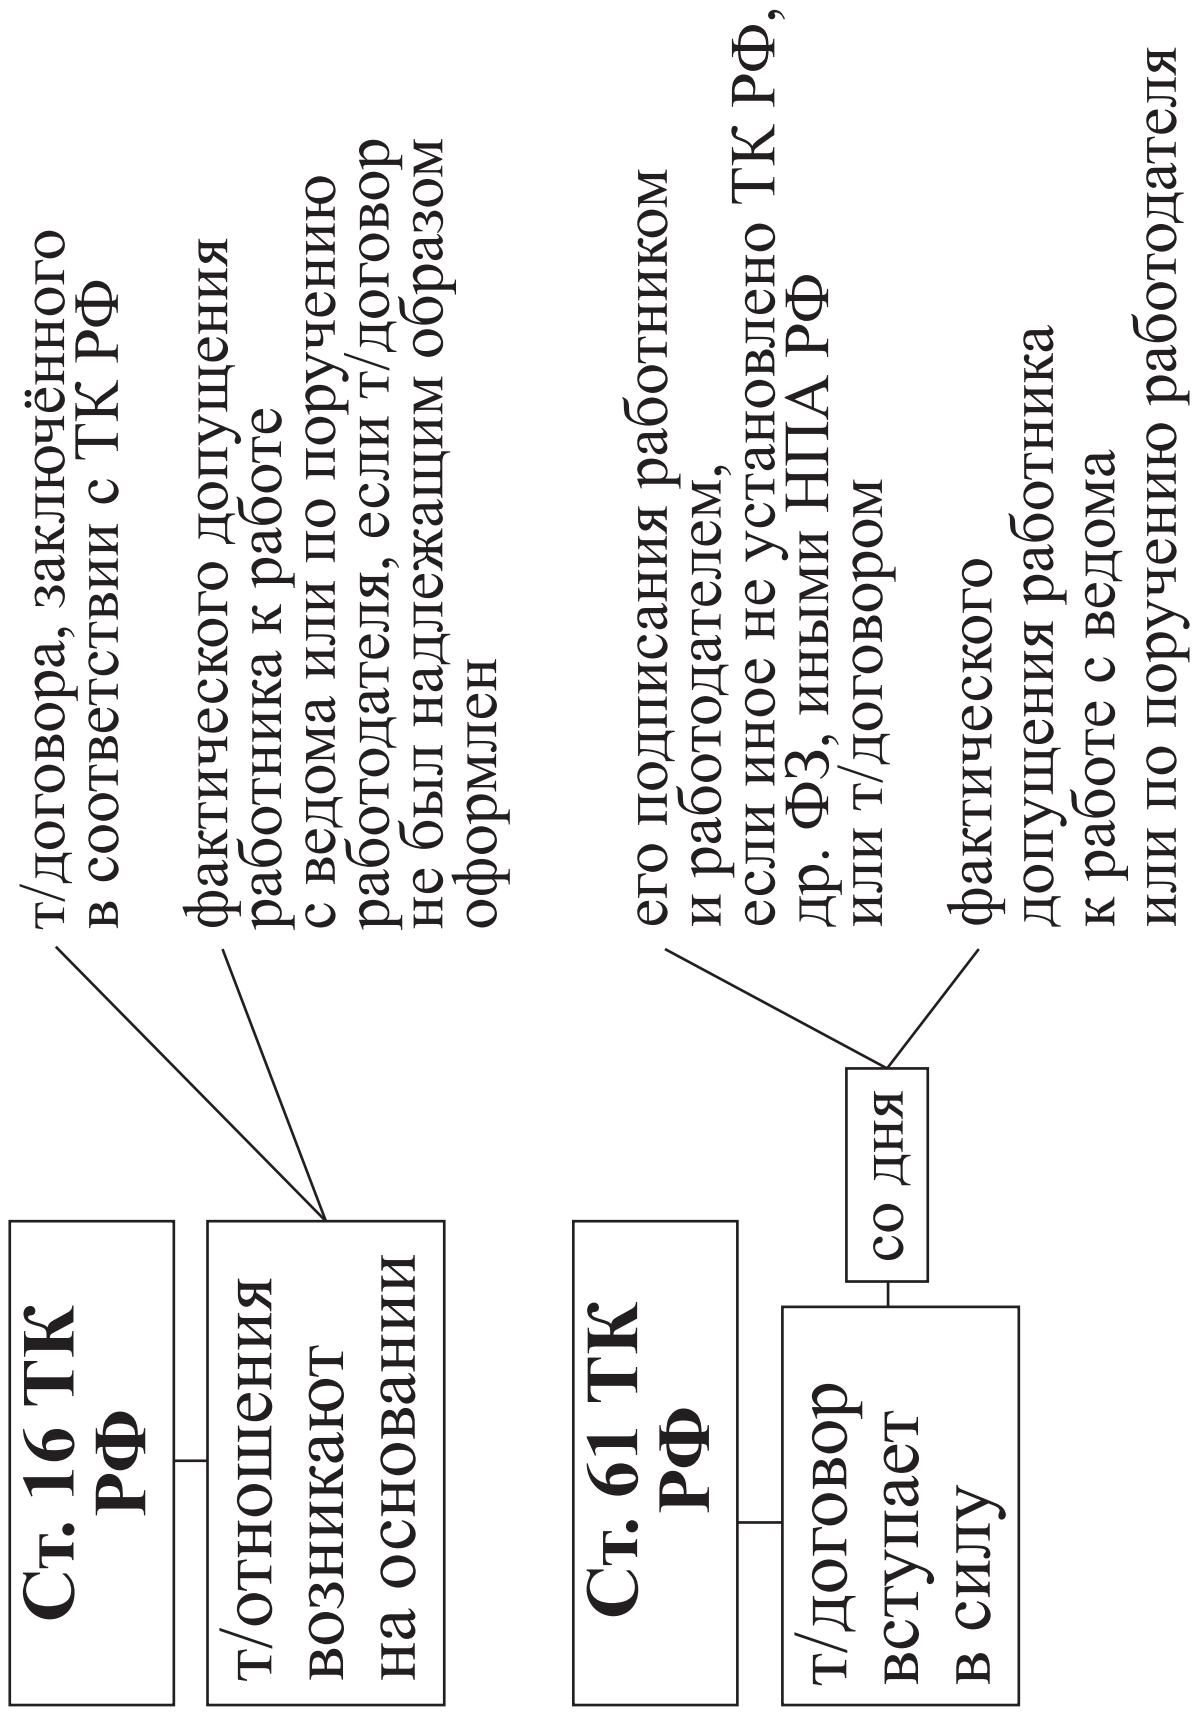 Ст. 16 ТК
РФ
т/отношения
возникают
на основании
т/договора, заключённого
в соответствии с ТК РФ
фактического допущения
работника к работе
с ведома или по поручению
работодателя, если т/договор
не был надлежащим образом
оформлен
Ст. 61 ТК
РФ
т/договор
вступает
в силу
со дня
его подписания работником
и работодателем,
если иное не установлено ТК РФ,
др. ФЗ, иными НПА РФ
или т/договором
фактического
допущения работника
к работе с ведома
или по поручению работодателя